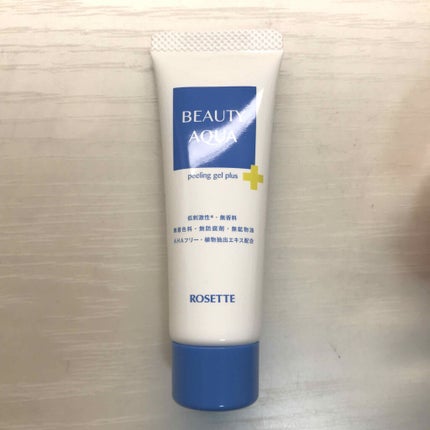 BEAUTY
AQUA
peeling gel plus
低刺激性*・無香料
無着色料・無防腐剤・無鉱物油
AHAフリー・植物抽出エキス配合
ROSETTE